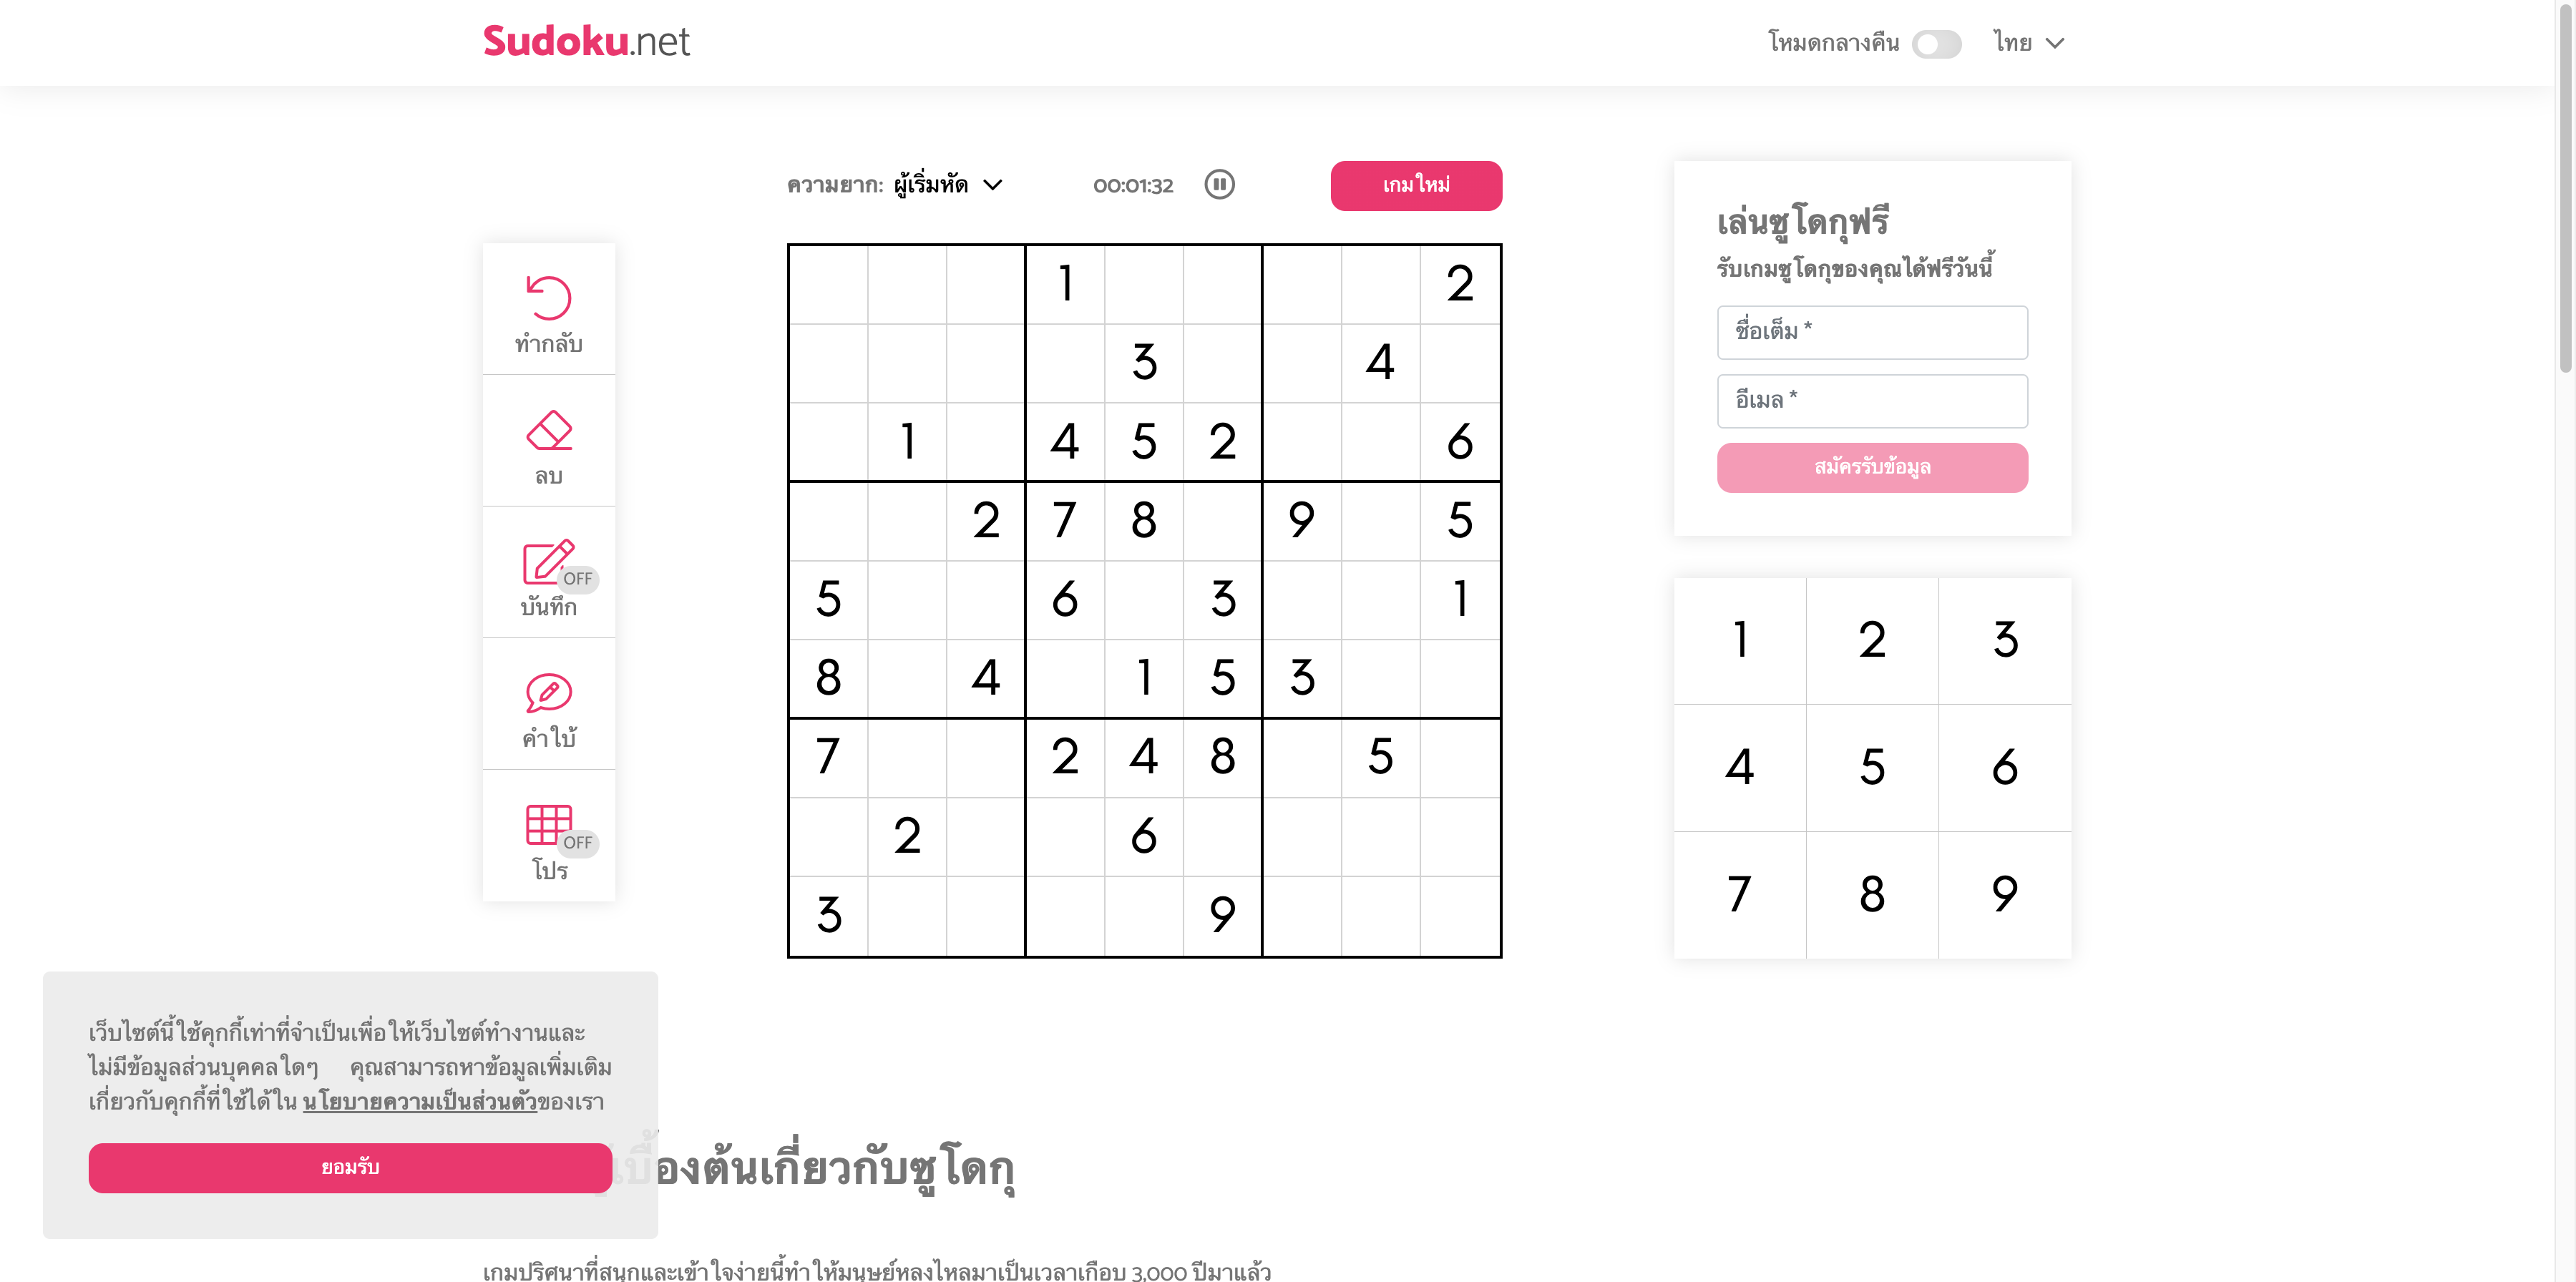 Sudoku.net
โหมดกลางคืน ไทย
ความยาก: ผู้เริ่มหัด 00:01:32 เกมใหม่
ทำกลับ
ลบ
OFF
บันทึก
คำใบ้
OFF
โปร
1 2
3 4
1 4 5 2 6
2 7 8 9 5
5 6 3 1
8 4 1 5 3
7 2 4 8 5
2 6
3 9
เล่นซูโดกุฟรี
รับเกมซูโดกุของคุณได้ฟรีวันนี้
ชื่อเต็ม *
อีเมล *
สมัครรับข้อมูล
1 2 3
4 5 6
7 8 9
เว็บไซต์นี้ใช้คุกกี้เท่าที่จำเป็นเพื่อให้เว็บไซต์ทำงานและ
ไม่มีข้อมูลส่วนบุคคลใดๆ คุณสามารถหาข้อมูลเพิ่มเติม
เกี่ยวกับคุกกี้ที่ใช้ได้ใน นโยบายความเป็นส่วนตัวของเรา
ยอมรับ
เบื้องต้นเกี่ยวกับซูโดกุ
เกมปริศนาที่สนุกและเข้าใจง่ายนี้ทำให้มนุษย์หลงไหลมาเป็นเวลาเกือบ 3,000 ปีมาแล้ว